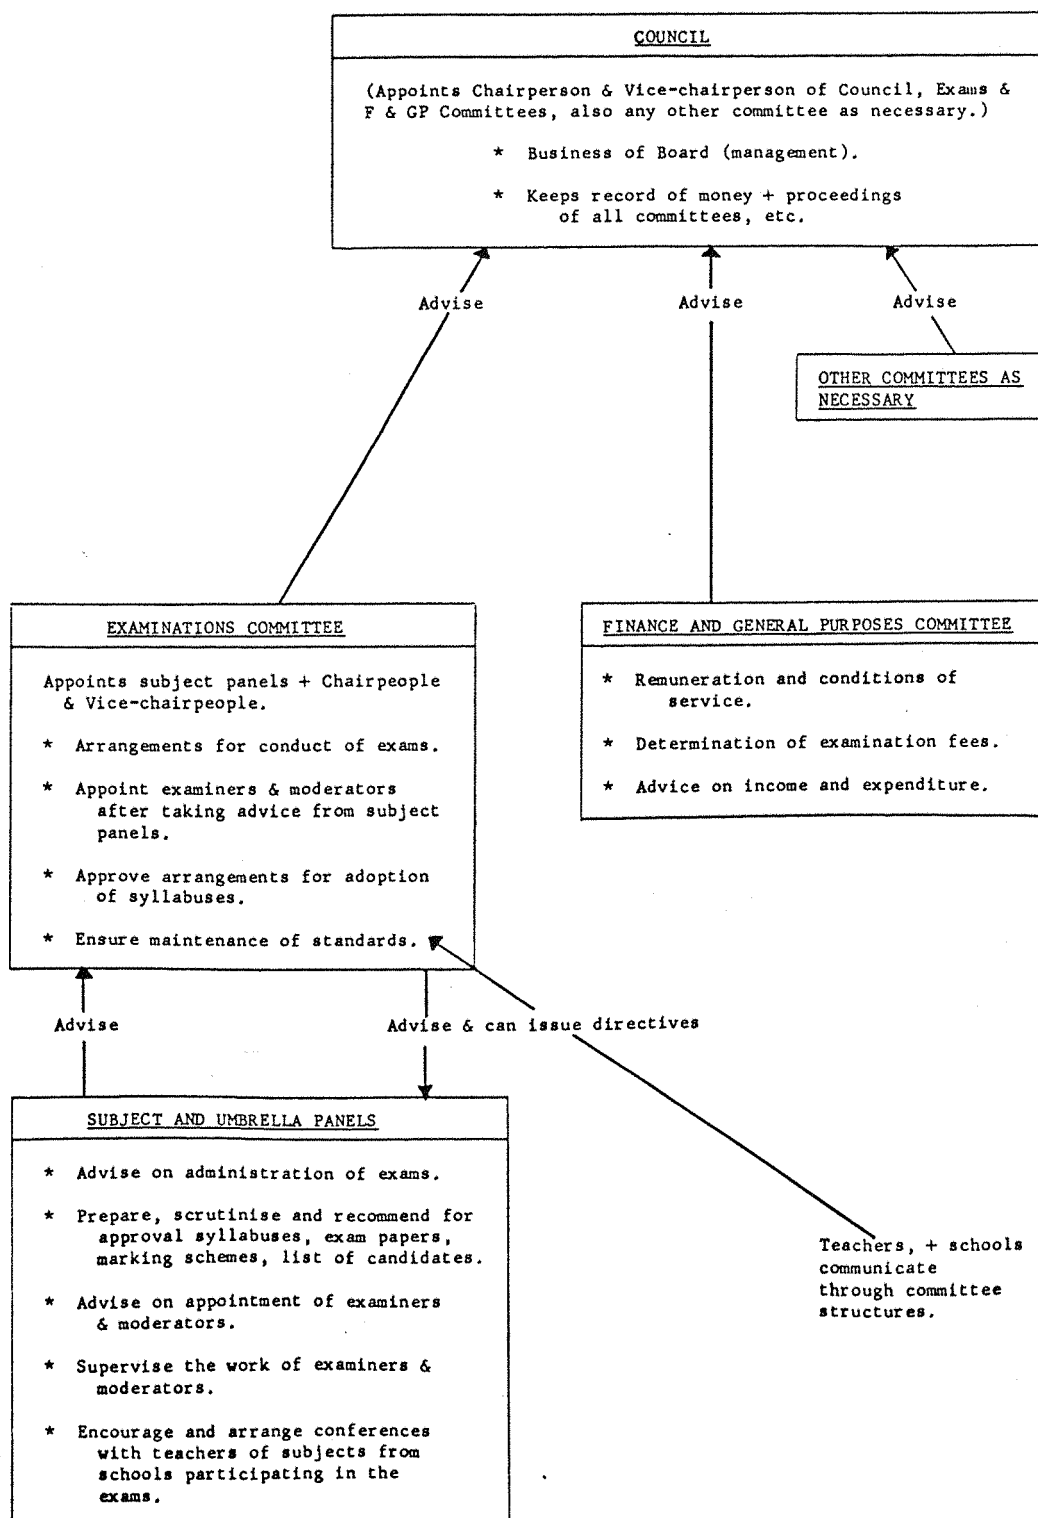 COUNCIL
(Appoints Chairperson & Vice-chairperson of Council, Exams &
F & GP Committees, also any other committee as necessary.)
* Business of Board (management).
* Keeps record of money + proceedings
of all committees, etc.
Advise
Advise
Advise
OTHER COMMITTEES AS
NECESSARY
EXAMINATIONS COMMITTEE
Appoints subject panels + Chairpeople
& Vice-chairpeople.
* Arrangements for conduct of exams.
* Appoint examiners & moderators
after taking advice from subject
panels.
* Approve arrangements for adoption
of syllabuses.
* Ensure maintenance of standards.
FINANCE AND GENERAL PURPOSES COMMITTEE
* Remuneration and conditions of
service.
* Determination of examination fees.
* Advice on income and expenditure.
Advise
Advise & can issue directives
SUBJECT AND UMBRELLA PANELS
* Advise on administration of exams.
* Prepare, scrutinise and recommend for
approval syllabuses, exam papers,
marking schemes, list of candidates.
* Advise on appointment of examiners
& moderators.
* Supervise the work of examiners &
moderators.
* Encourage and arrange conferences
with teachers of subjects from
schools participating in the
exams.
Teachers, + schools
communicate
through committee
structures.